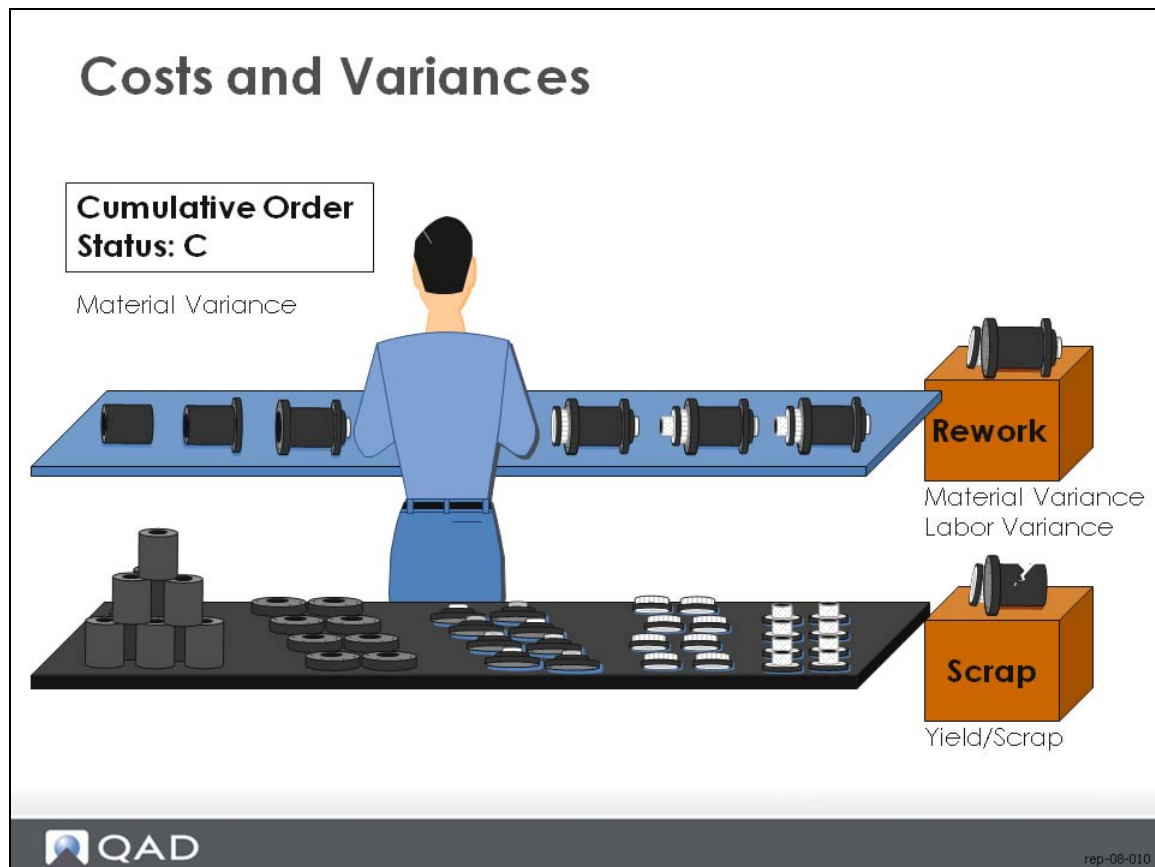 Costs and Variances
Cumulative Order
Status: C
Material Variance
Rework
Material Variance
Labor Variance
Scrap
Yield/Scrap
QAD
rep-08-010